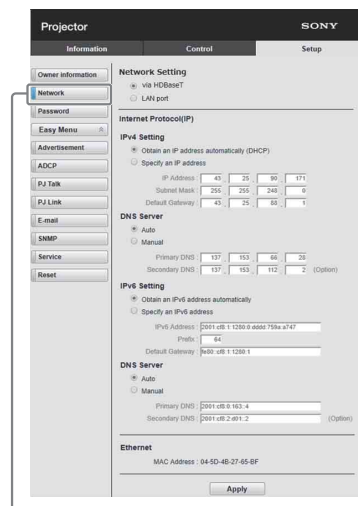 Projector
SONY
Information
Control
Setup
Owner information
Network
Password
Easy Menu
Advertisement
ADCP
PJ Talk
PJ Link
E-mail
SNMP
Service
Reset
Network Setting
via HDBaseT
LAN port
Internet Protocol(IP)
IPv4 Setting
Obtain an IP address automatically (DHCP)
Specify an IP address
IP Address : 43 . 25 . 90 . 171
Subnet Mask : 255 . 255 . 248 . 0
Default Gateway : 43 . 25 . 88 . 1
DNS Server
Auto
Manual
Primary DNS : 137 . 153 . 66 . 28
Secondary DNS : 137 . 153 . 112 . 2 (Option)
IPv6 Setting
Obtain an IPv6 address automatically
Specify an IPv6 address
IPv6 Address : 2001:cf8:1:1280:0:dddd:759a:a747
Prefix : 64
Default Gateway : fe80::cf8:1:1280:1
DNS Server
Auto
Manual
Primary DNS : 2001:cf8:0:163::4
Secondary DNS : 2001:cf8:2:d01::2 (Option)
Ethernet
MAC Address : 04-5D-4B-27-65-BF
Apply